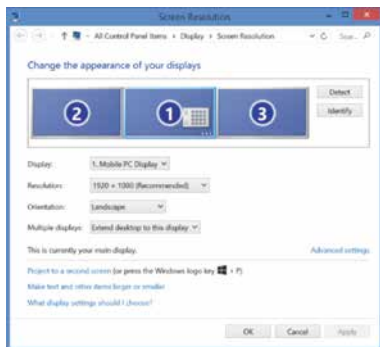 Screen Resolution
All Control Panel Items Display Screen Resolution
Change the appearance of your displays
2 1 3
Detect
Identify
Display: 1. Mobile PC Display
Resolution: 1920 × 1080 (Recommended)
Orientation: Landscape
Multiple displays: Extend desktop to this display
This is currently your main display. Advanced settings
Project to a second screen (or press the Windows logo key + P)
Make text and other items larger or smaller
What display settings should I choose?
OK Cancel Apply